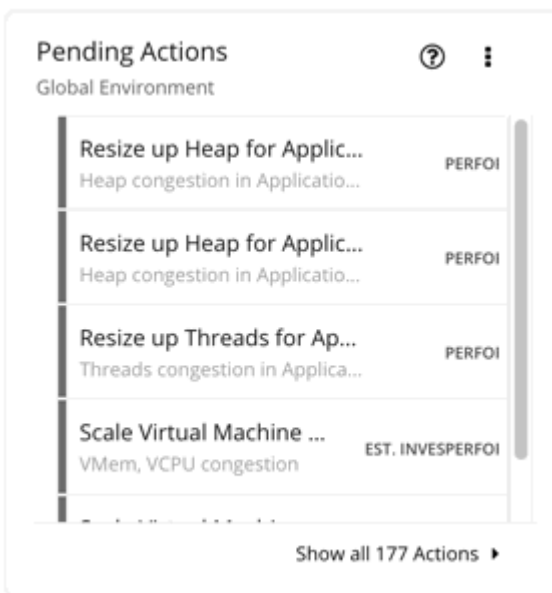 Pending Actions
Global Environment
Resize up Heap for Applic...
Heap congestion in Applicatio...
PERFOI
Resize up Heap for Applic...
Heap congestion in Applicatio...
PERFOI
Resize up Threads for Ap...
Threads congestion in Applica...
PERFOI
Scale Virtual Machine ...
VMem, VCPU congestion
EST. INVESPERFOI
Show all 177 Actions